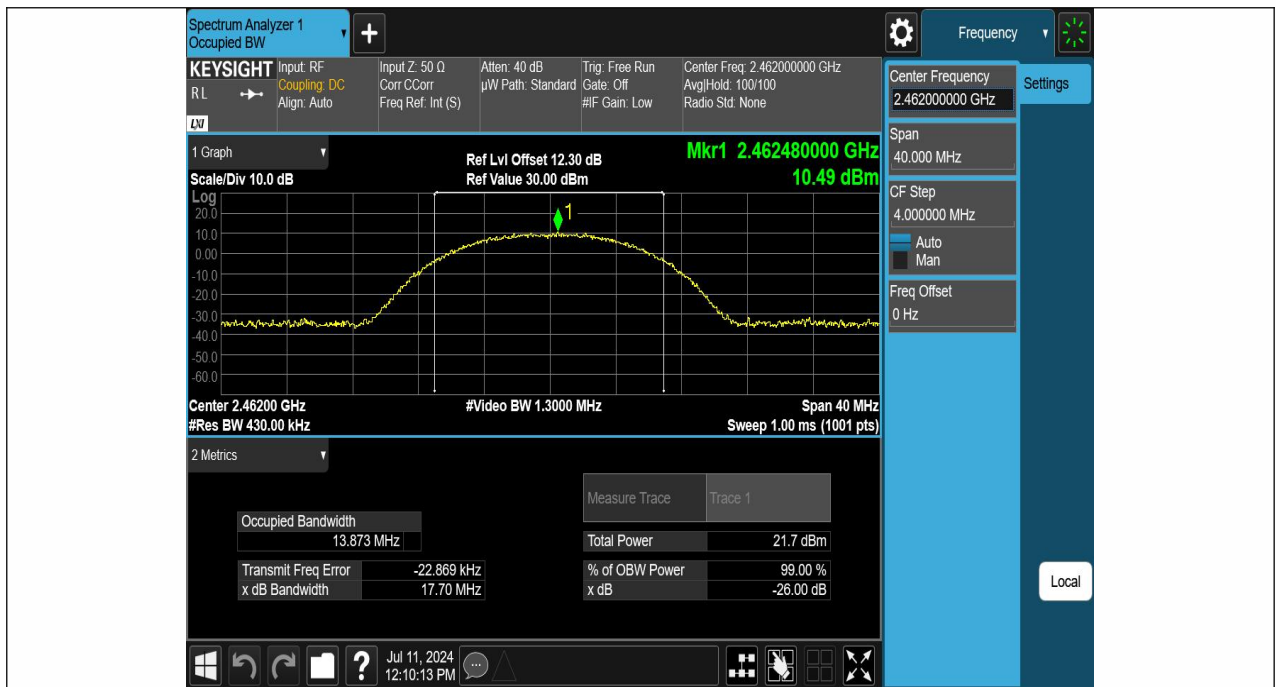 Spectrum Analyzer 1
Occupied BW
+
Frequency
KEYSIGHT
R L
LXI
Input: RF
Coupling: DC
Align: Auto
Input Z: 50 Ω
Corr CCorr
Freq Ref: Int (S)
Atten: 40 dB
µW Path: Standard
Trig: Free Run
Gate: Off
#IF Gain: Low
Center Freq: 2.462000000 GHz
Avg|Hold: 100/100
Radio Std: None
Center Frequency
2.462000000 GHz
Settings
Span
40.000 MHz
CF Step
4.000000 MHz
Auto
Man
Freq Offset
0 Hz
Local
1 Graph
Scale/Div 10.0 dB
Ref Lvl Offset 12.30 dB
Ref Value 30.00 dBm
Mkr1 2.462480000 GHz
10.49 dBm
Log
20.0
10.0
0.00
-10.0
-20.0
-30.0
-40.0
-50.0
-60.0
1
Center 2.46200 GHz
#Video BW 1.3000 MHz
Span 40 MHz
#Res BW 430.00 kHz
Sweep 1.00 ms (1001 pts)
2 Metrics
Measure Trace Trace 1
Occupied Bandwidth
13.873 MHz
Total Power 21.7 dBm
Transmit Freq Error -22.869 kHz
% of OBW Power 99.00 %
x dB Bandwidth 17.70 MHz
x dB -26.00 dB
?
Jul 11, 2024
12:10:13 PM